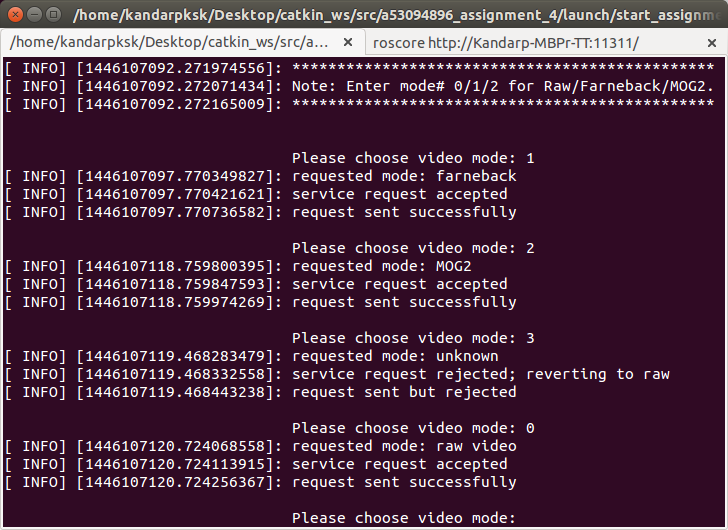 /home/kandarpksk/Desktop/catkin_ws/src/a53094896_assignment_4/launch/start_assignme
/home/kandarpksk/Desktop/catkin_ws/src/a... × roscore http://Kandarp-MBPr-TT:11311/ ×
[ INFO] [1446107092.271974556]: ***********************************************
[ INFO] [1446107092.272071434]: Note: Enter mode# 0/1/2 for Raw/Farneback/MOG2.
[ INFO] [1446107092.272165009]: ***********************************************
Please choose video mode: 1
[ INFO] [1446107097.770349827]: requested mode: farneback
[ INFO] [1446107097.770421621]: service request accepted
[ INFO] [1446107097.770736582]: request sent successfully
Please choose video mode: 2
[ INFO] [1446107118.759800395]: requested mode: MOG2
[ INFO] [1446107118.759847593]: service request accepted
[ INFO] [1446107118.759974269]: request sent successfully
Please choose video mode: 3
[ INFO] [1446107119.468283479]: requested mode: unknown
[ INFO] [1446107119.468332558]: service request rejected; reverting to raw
[ INFO] [1446107119.468443238]: request sent but rejected
Please choose video mode: 0
[ INFO] [1446107120.724068558]: requested mode: raw video
[ INFO] [1446107120.724113915]: service request accepted
[ INFO] [1446107120.724256367]: request sent successfully
Please choose video mode: